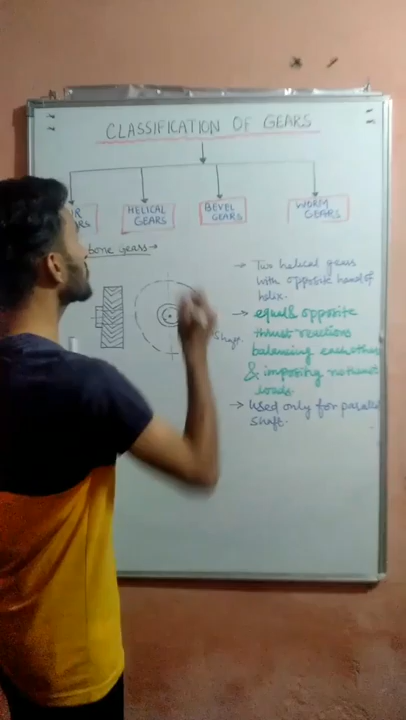 CLASSIFICATION OF GEARS
HELICAL
GEARS
BEVEL
GEARS
WORM
GEARS
bone Gears →
→ Two helical gears
with opposite hand of
helix.
→ equal & opposite
thrust reactions
balancing each other
& imposing no thrust
loads.
→ Used only for parallel
shaft.
shaft.